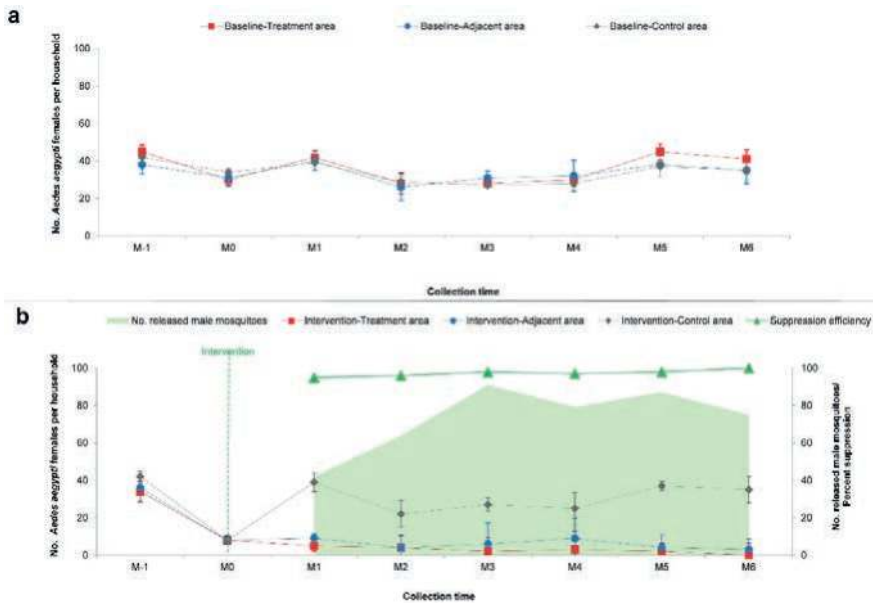 a
Baseline-Treatment area Baseline-Adjacent area Baseline-Control area
No. Aedes aegypti females per household
100
80
60
40
20
0
M-1 M0 M1 M2 M3 M4 M5 M6
Collection time
b
No. released male mosquitoes Intervention-Treatment area Intervention-Adjacent area Intervention-Control area Suppression efficiency
Intervention
No. Aedes aegypti females per household
100
80
60
40
20
0
100
80
60
40
20
0
No. released male mosquitoes/
Percent suppression
M-1 M0 M1 M2 M3 M4 M5 M6
Collection time